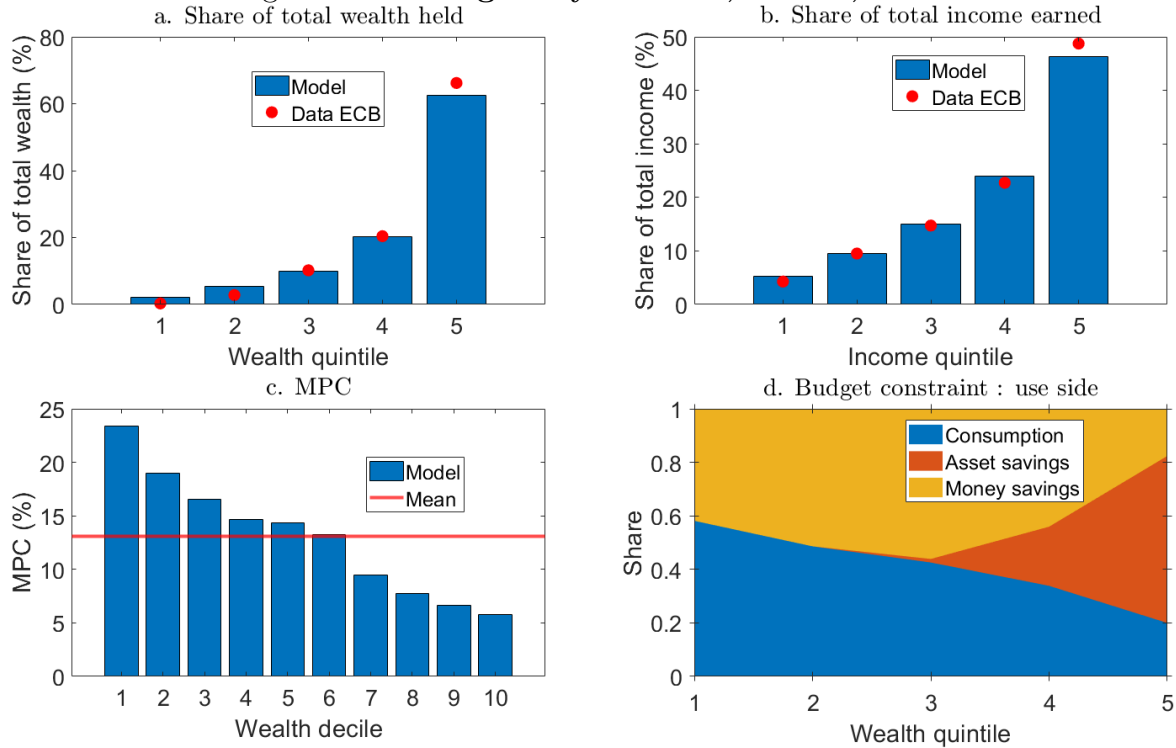 a. Share of total wealth held
80
60
40
20
0
Share of total wealth (%)
Model
Data ECB
1 2 3 4 5
Wealth quintile
b. Share of total income earned
50
40
30
20
10
0
Share of total income (%)
Model
Data ECB
1 2 3 4 5
Income quintile
c. MPC
25
20
15
10
5
0
MPC (%)
Model
Mean
1 2 3 4 5 6 7 8 9 10
Wealth decile
d. Budget constraint : use side
1
0.8
0.6
0.4
0.2
0
Share
Consumption
Asset savings
Money savings
1 2 3 4 5
Wealth quintile